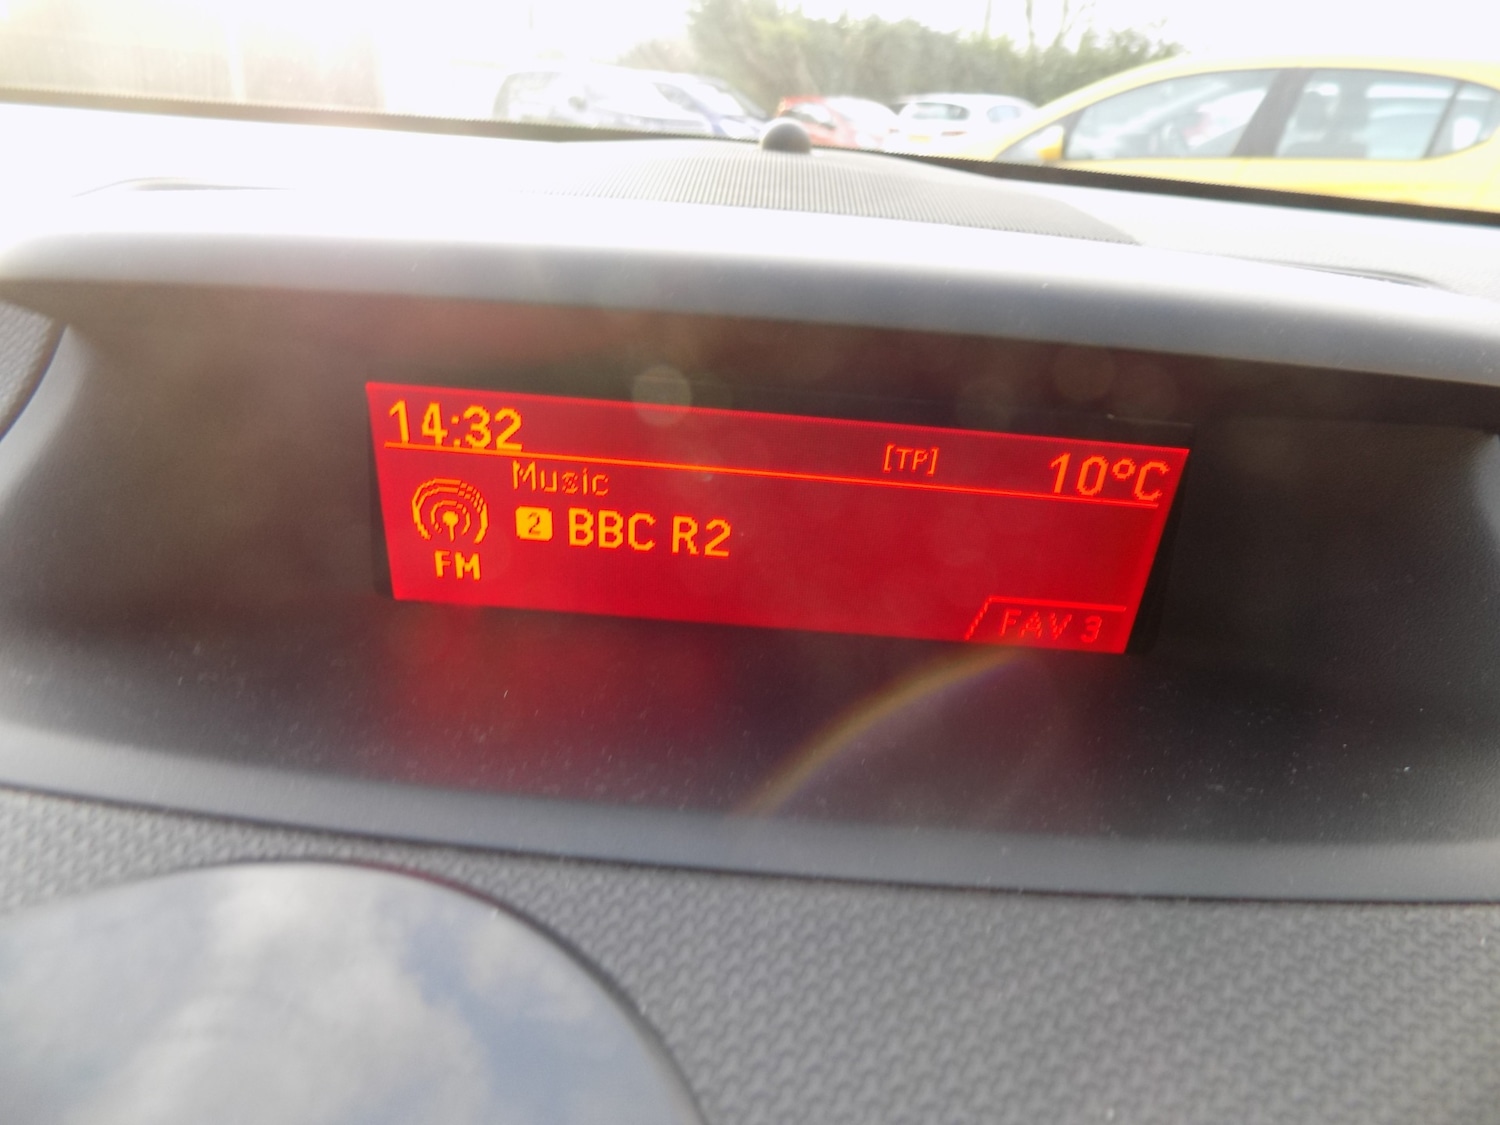 14:32 [TP] 10°C
Music
2 BBC R2
FM
FAV 3